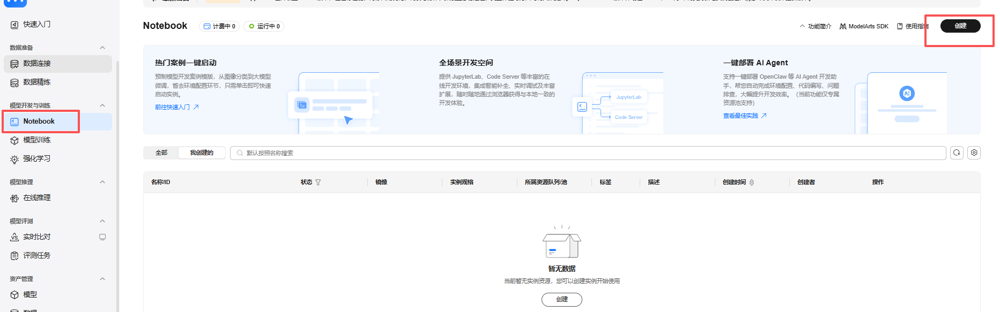 快速入门
数据准备
数据连接
数据精炼
模型开发与训练
Notebook
模型训练
强化学习
模型推理
在线推理
模型评测
实时比对
评测任务
资产管理
模型
Notebook
计费中 0
运行中 0
功能简介
ModelArts SDK
使用指南
创建
热门案例一键启动
预制模型开发案例模版，从图像分类到大模型
微调，省去环境配置环节，只需单击即可快速
启动实例。
前往快速入门
全场景开发空间
提供 JupyterLab、Code Server 等丰富的在
线开发环境，集成智能补全、实时调试及丰富
扩展，随时随地通过浏览器获得与本地一致的
开发体验。
JupyterLab
Code Server
一键部署 AI Agent
支持一键部署 OpenClaw 等 AI Agent 开发助
手，帮您自动完成环境配置、代码编写、问题
排查，大幅提升开发效率。（当前功能仅专属
资源池支持）
查看最佳实践
全部
我创建的
默认按照名称搜索
名称/ID
状态
镜像
实例规格
所属资源队列/池
标签
描述
创建时间
创建者
操作
暂无数据
当前暂无实例资源，您可以创建实例开始使用
创建